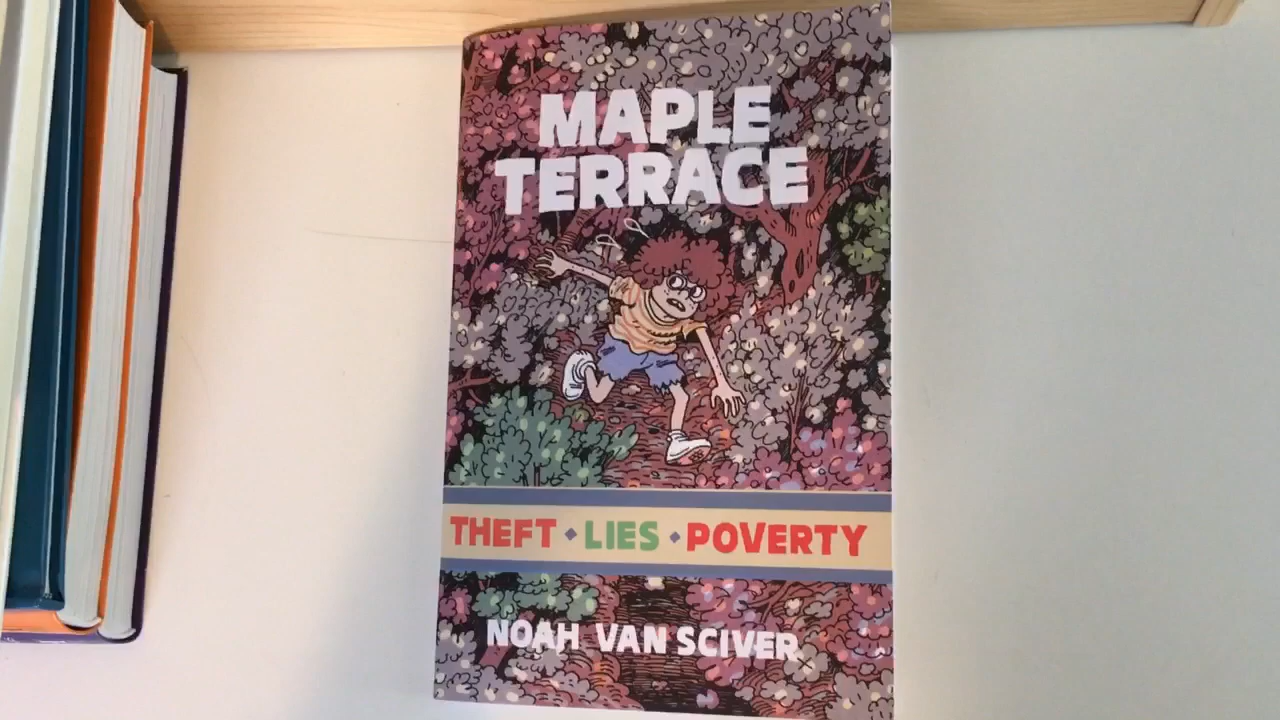 MAPLE
TERRACE
THEFT • LIES • POVERTY
NOAH VAN SCIVER